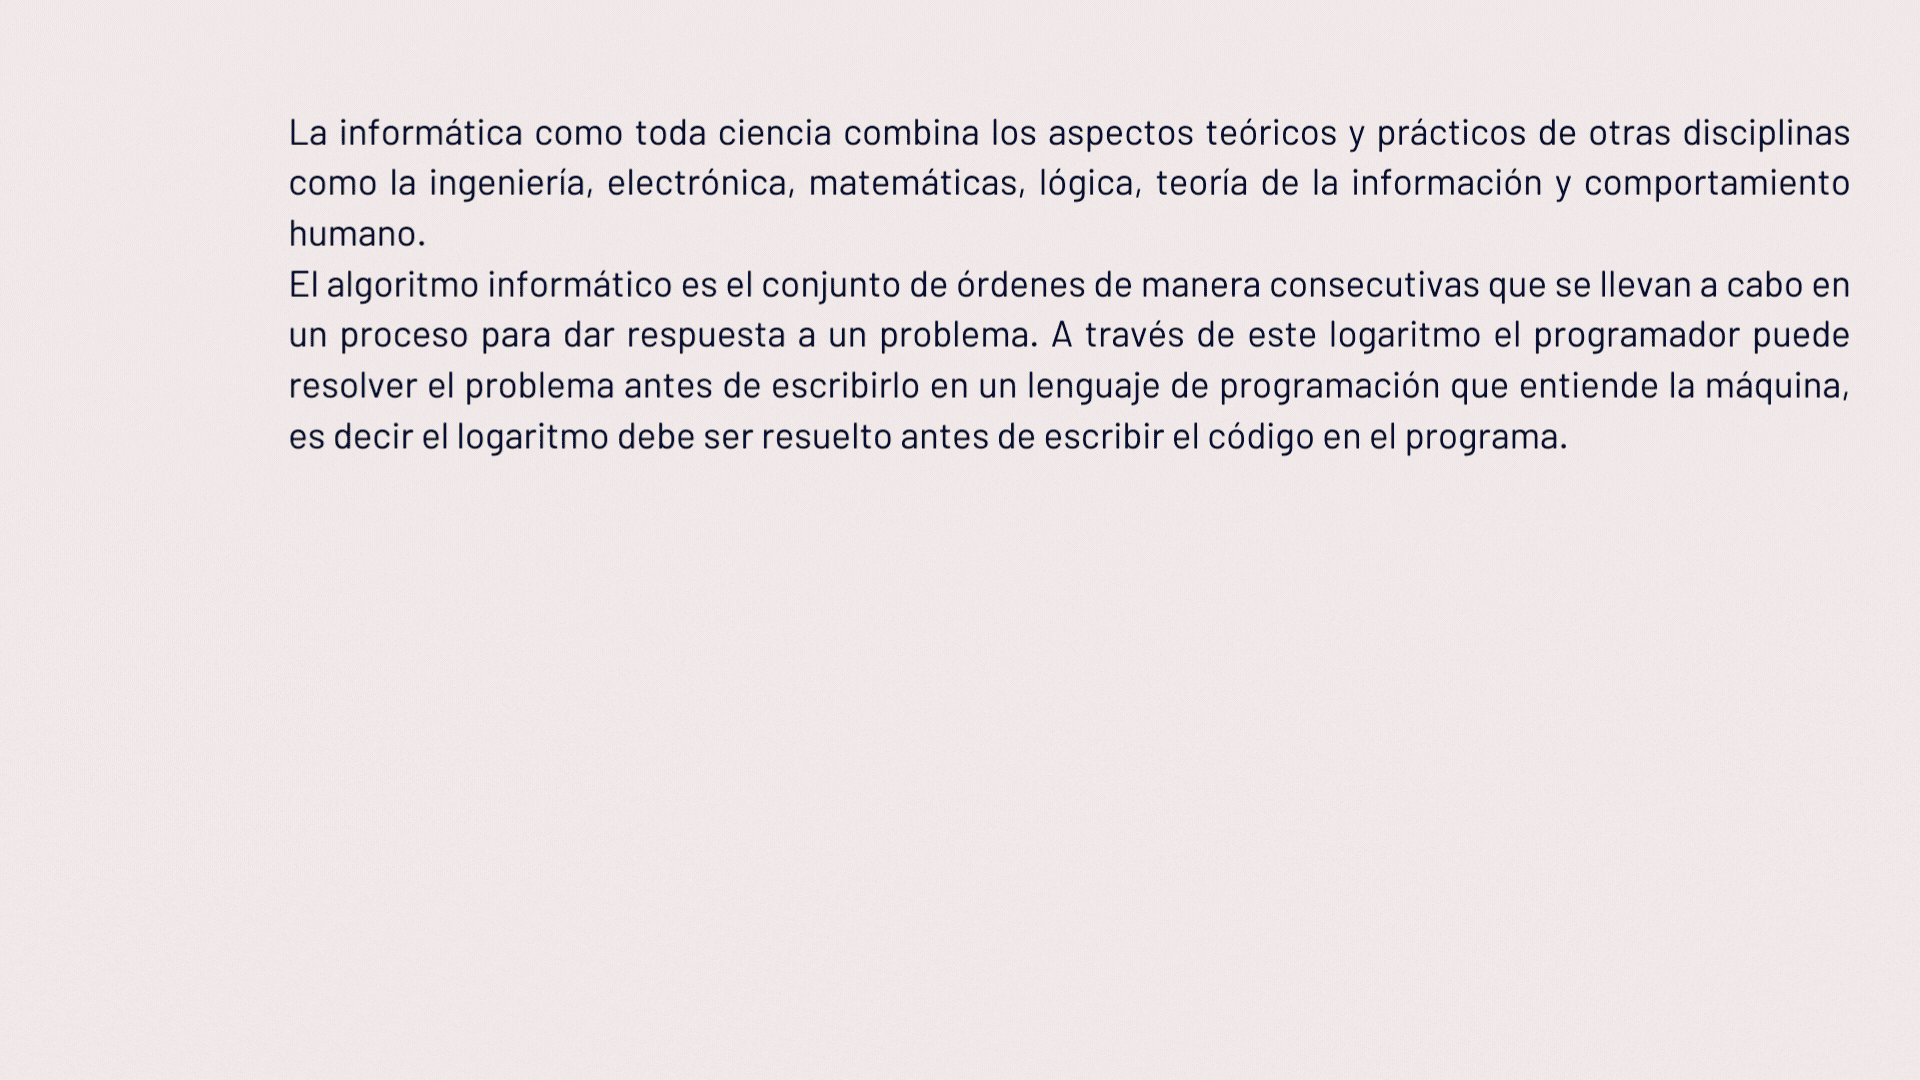 La informática como toda ciencia combina los aspectos teóricos y prácticos de otras disciplinas
como la ingeniería, electrónica, matemáticas, lógica, teoría de la información y comportamiento
humano.
El algoritmo informático es el conjunto de órdenes de manera consecutivas que se llevan a cabo en
un proceso para dar respuesta a un problema. A través de este logaritmo el programador puede
resolver el problema antes de escribirlo en un lenguaje de programación que entiende la máquina,
es decir el logaritmo debe ser resuelto antes de escribir el código en el programa.